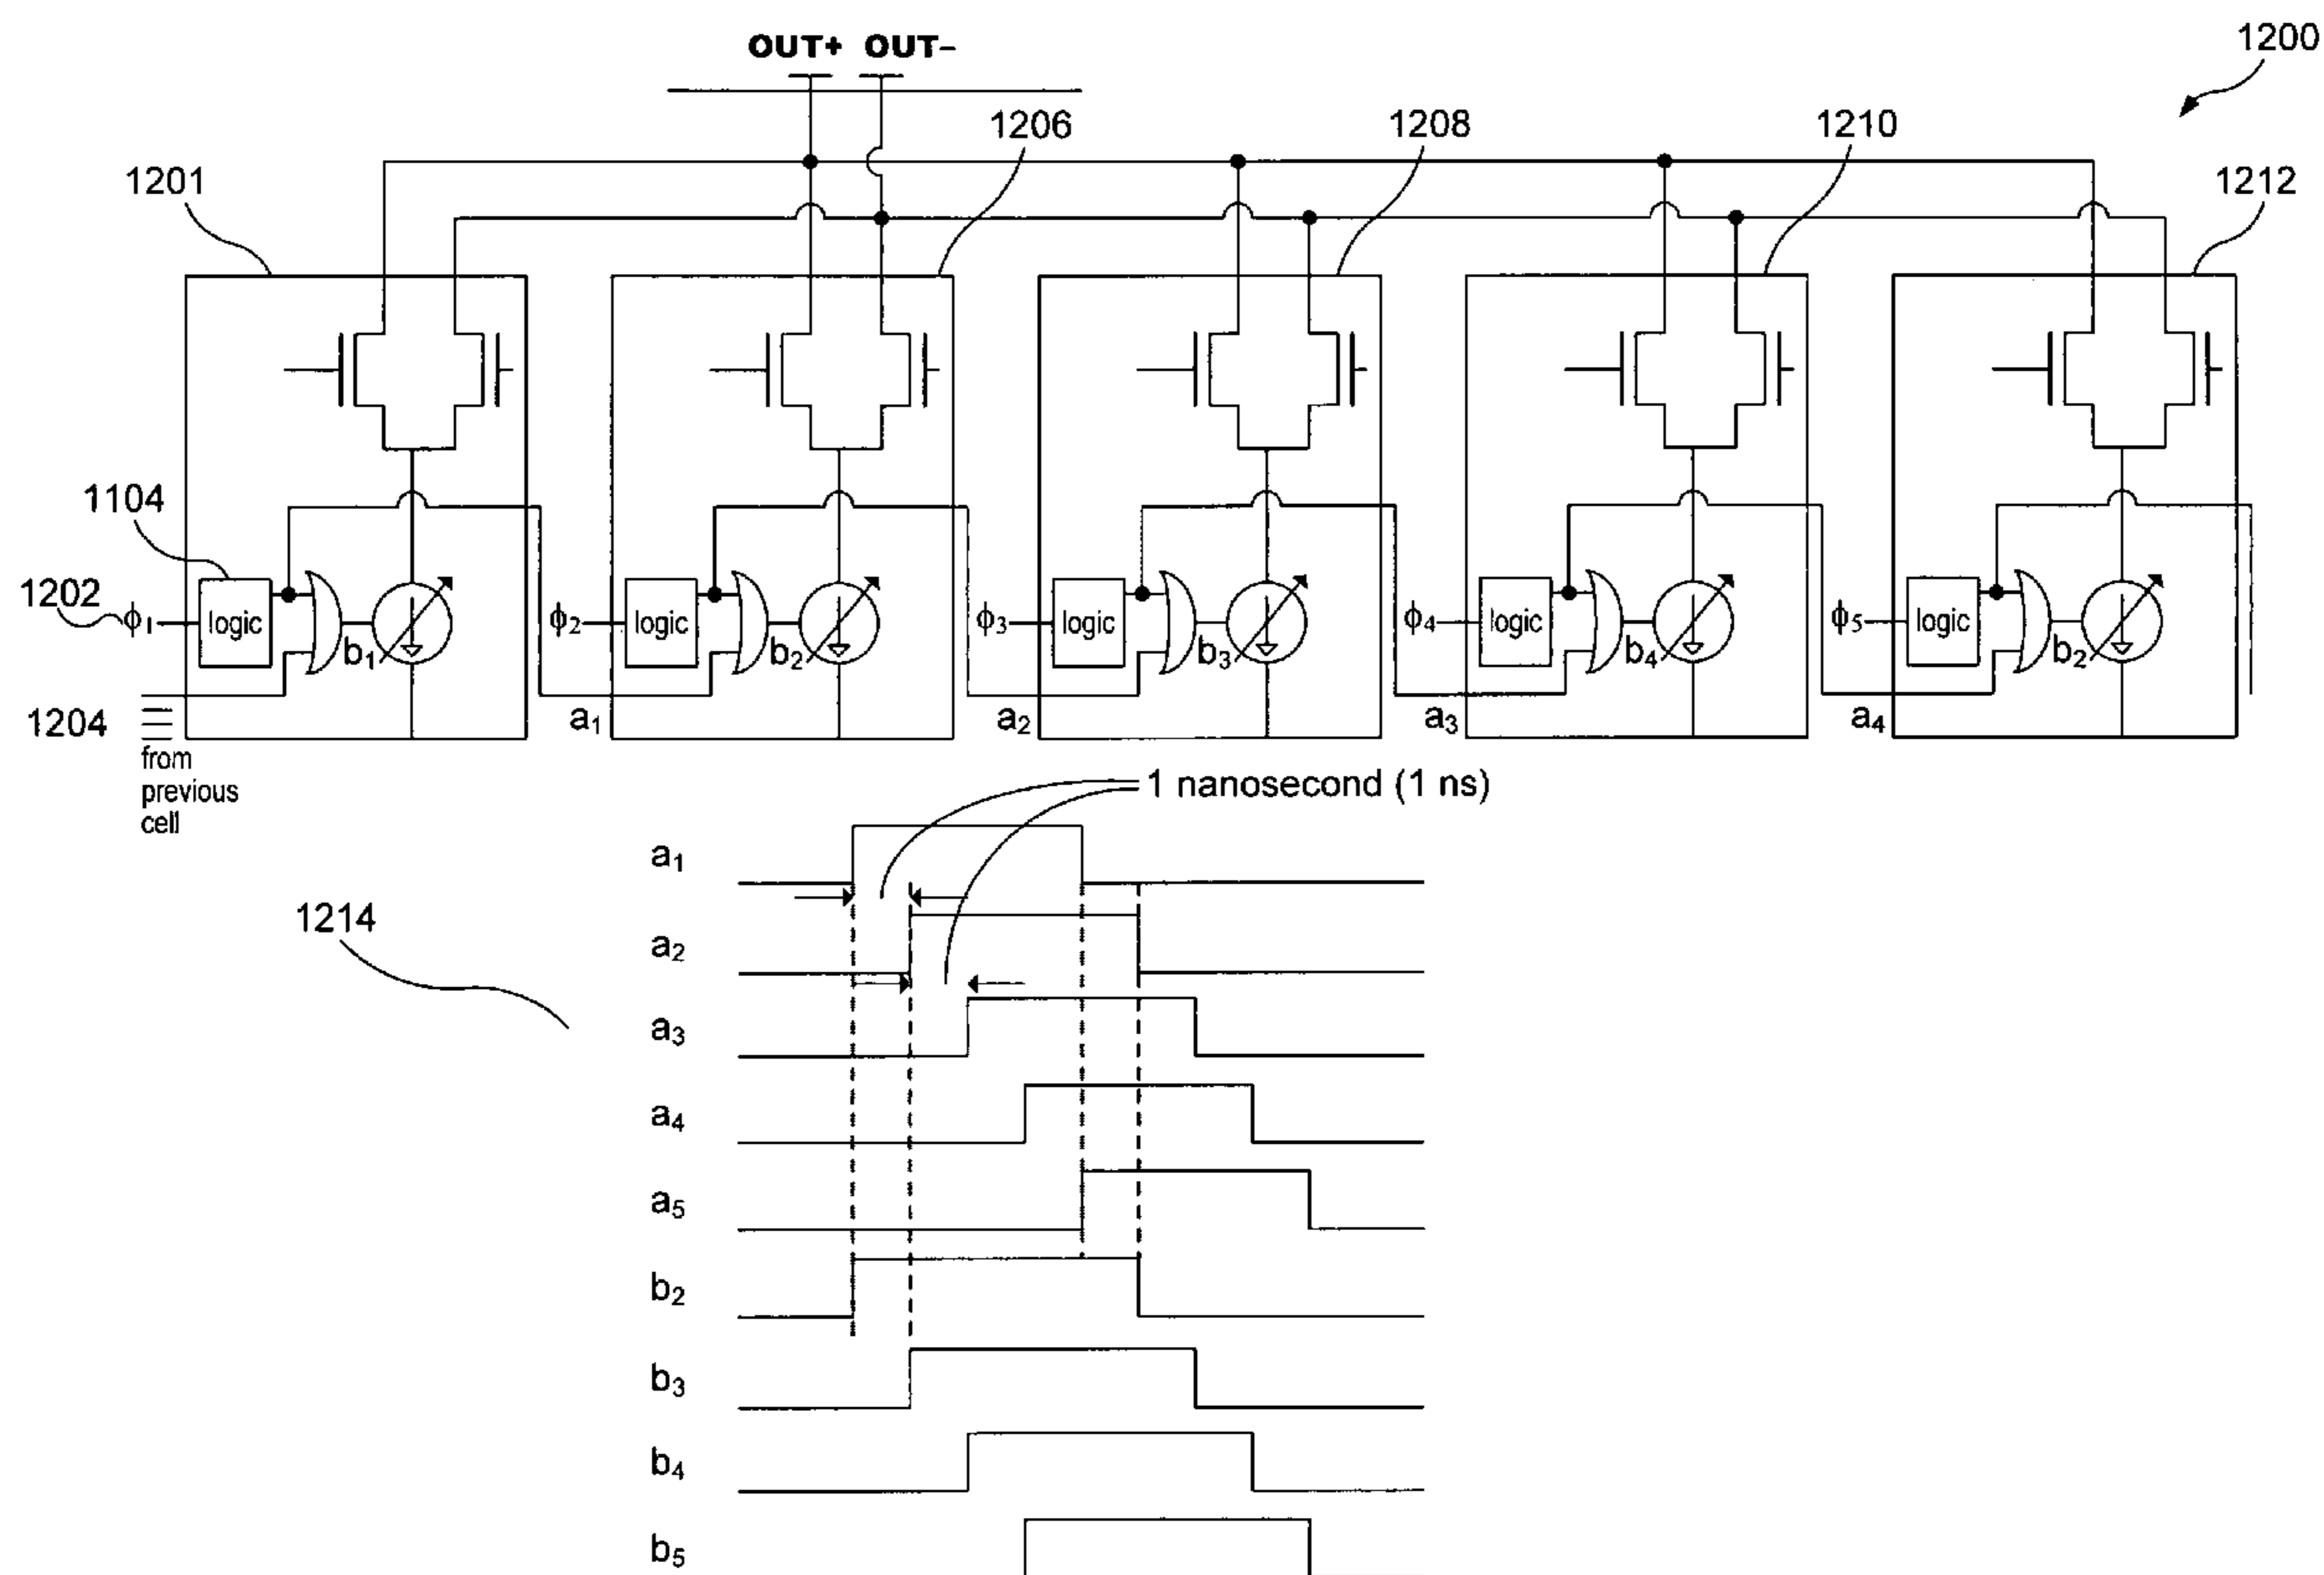 1200
OUT+ OUT–
1206
1208
1210
1201
1212
1104
1202
ϕ1
logic
b1
ϕ2
logic
b2
ϕ3
logic
b3
ϕ4
logic
b4
ϕ5
logic
b2
1204
a1
a2
a3
a4
from
previous
cell
1 nanosecond (1 ns)
a1
1214
a2
a3
a4
a5
b2
b3
b4
b5